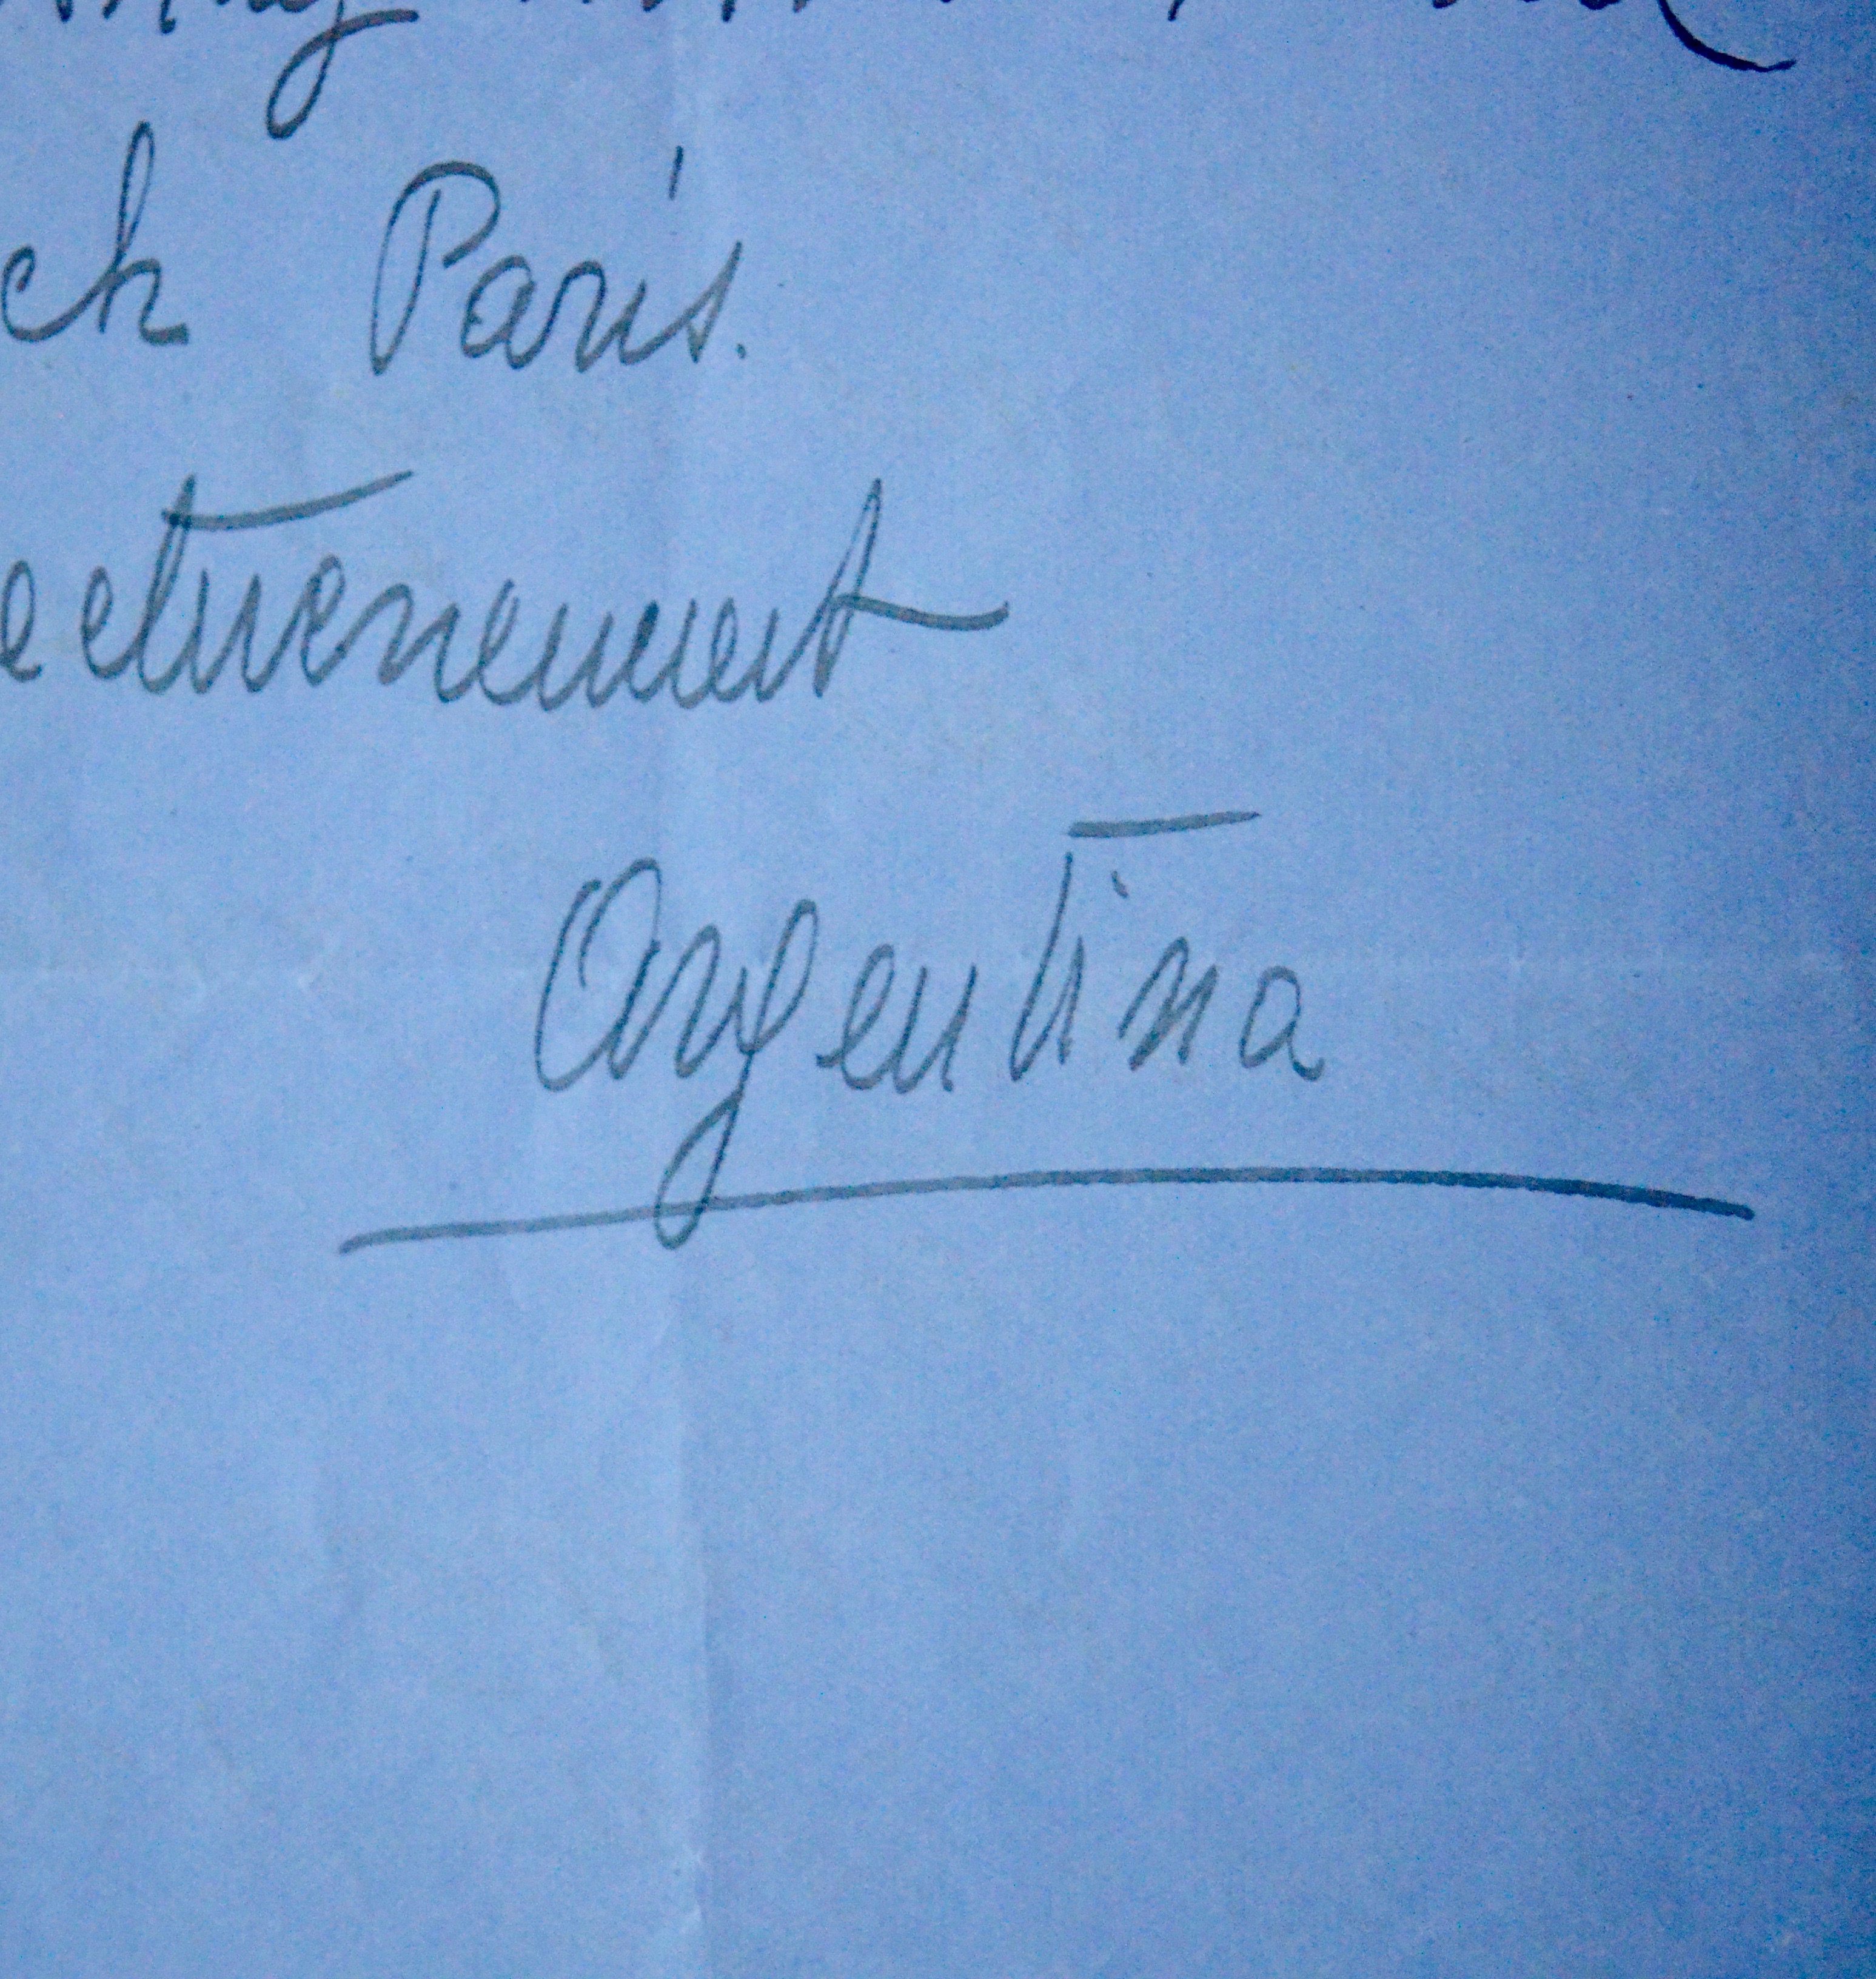 ch Paris.
ectueusement
Argentina